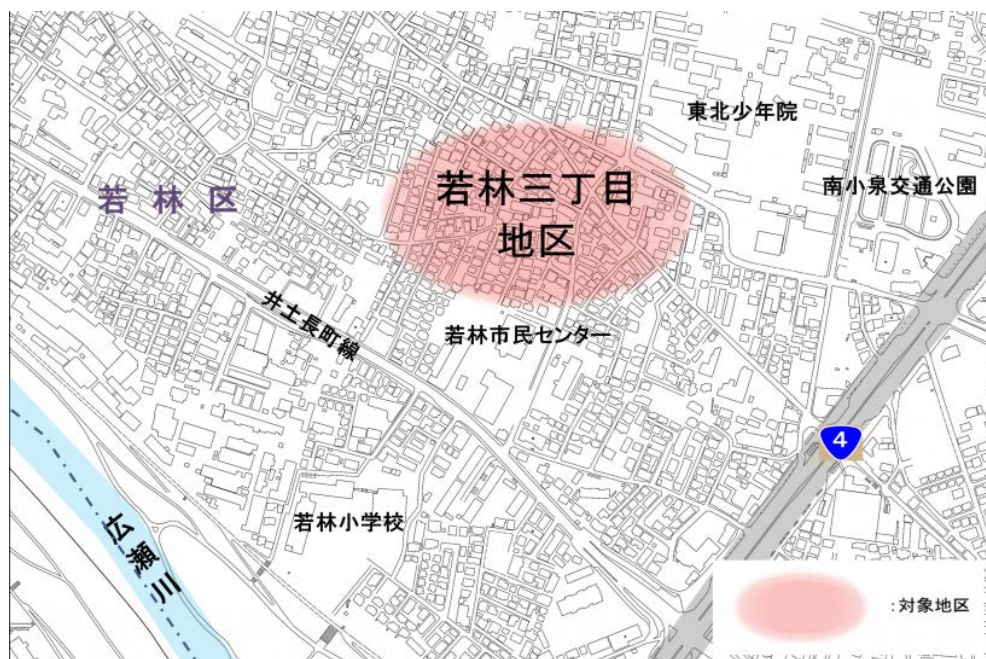 東北少年院
若林三丁目
地区
南小泉交通公園
若林区
井土長町線
若林市民センター
4
若林小学校
広瀬川
:対象地区